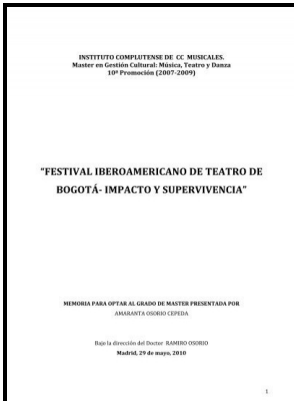 INSTITUTO COMPLUTENSE DE CC MUSICALES.
Master en Gestión Cultural: Música, Teatro y Danza
10ª Promoción (2007-2009)
"FESTIVAL IBEROAMERICANO DE TEATRO DE
BOGOTÁ- IMPACTO Y SUPERVIVENCIA"
MEMORIA PARA OPTAR AL GRADO DE MASTER PRESENTADA POR
AMARANTA OSORIO CEPEDA
Bajo la dirección del Doctor RAMIRO OSORIO
Madrid, 29 de mayo, 2010
1